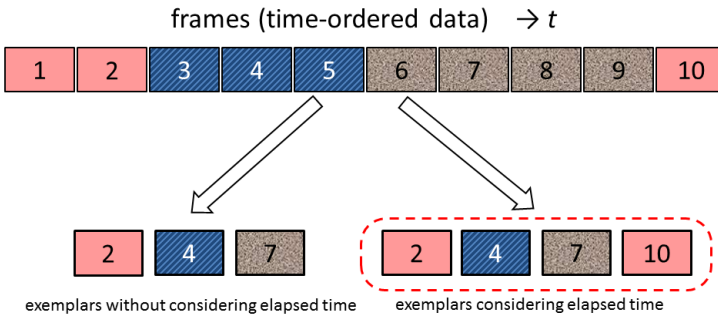 frames (time-ordered data) → t
1 2 3 4 5 6 7 8 9 10
2 4 7 2 4 7 10
exemplars without considering elapsed time exemplars considering elapsed time